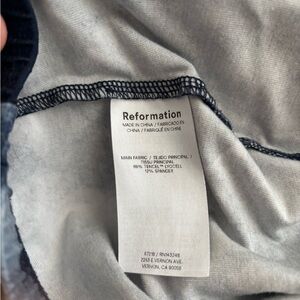 Reformation
MADE IN CHINA / FABRICADO EN
CHINA / FABRIQUÉ EN CHINE
MAIN FABRIC / TEJIDO PRINCIPAL /
TISSU PRINCIPAL
88% TENCEL™ LYOCELL
12% SPANDEX
RN143248
2263 E VERNON AVE.
VERNON, CA 90058